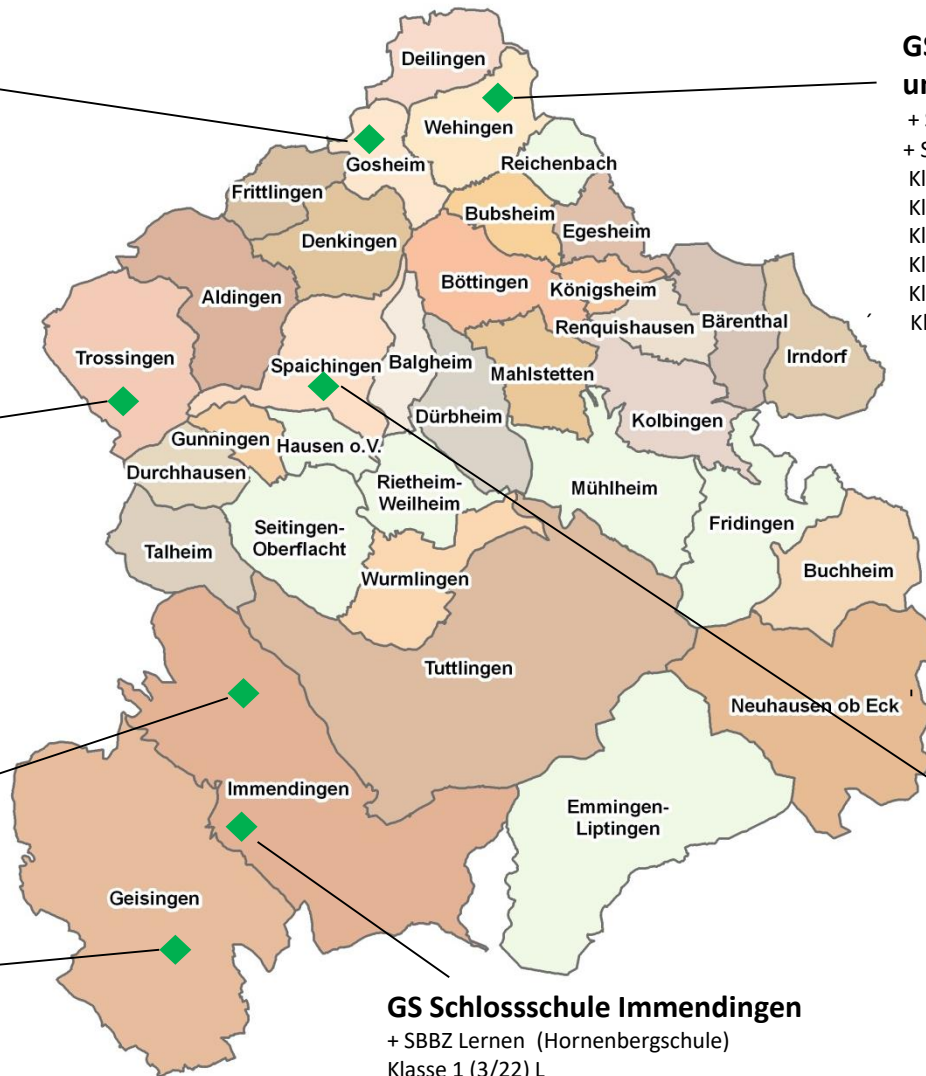 Deilingen
GS
Wehingen
Gosheim
Reichenbach
Frittlingen
Bubsheim
Egesheim
Denkingen
Böttingen
Königsheim
Aldingen
Renquishausen
Bärenthal
Trossingen
Spaichingen
Balgheim
Mahlstetten
Irndorf
Dürbheim
Kolbingen
Gunningen
Hausen o.V.
Durchhausen
Rietheim-
Weilheim
Mühlheim
Fridingen
Seitingen-
Oberflacht
Talheim
Wurmlingen
Buchheim
Tuttlingen
Neuhausen ob Eck
Immendingen
Emmingen-
Liptingen
Geisingen
GS Schlossschule Immendingen
+ SBBZ Lernen (Hornenbergschule)
Klasse 1 (3/22) L